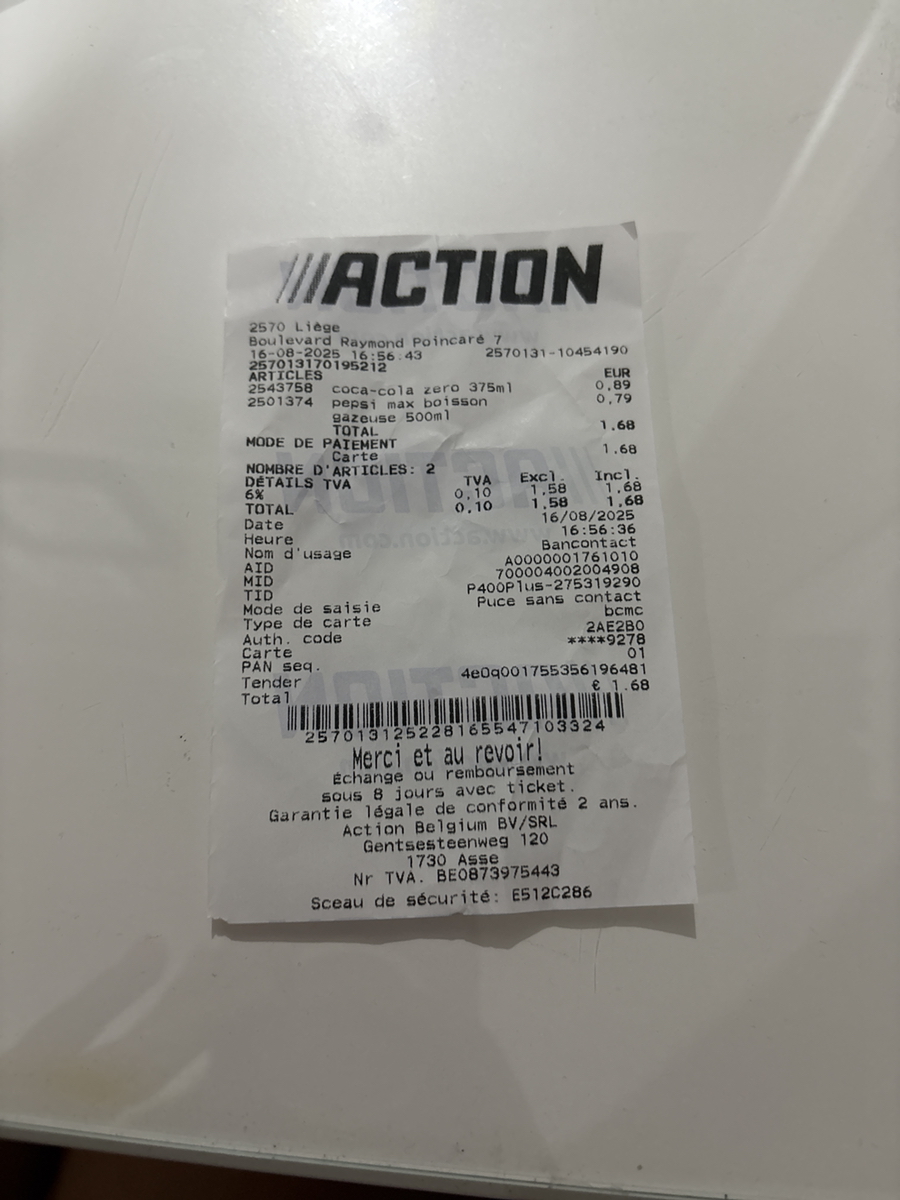 ///ACTION
2570 Liège
Boulevard Raymond Poincaré 7
16-08-2025 16:56:43 2570131-10454190
257013170195212
ARTICLES EUR
2543758 coca-cola zero 375ml 0,89
2501374 pepsi max boisson 0,79
gazeuse 500ml
TOTAL 1.68
MODE DE PAIEMENT
Carte 1.68
NOMBRE D'ARTICLES: 2
DÉTAILS TVA TVA Excl. Incl.
6% 0,10 1,58 1,68
TOTAL 0,10 1,58 1,68
Date 16/08/2025
Heure 16:56:36
Nom d'usage Bancontact
AID A0000001761010
MID 700004002004908
TID P400Plus-275319290
Mode de saisie Puce sans contact
Type de carte bcmc
Auth. code 2AE2B0
Carte ****9278
PAN seq. 01
Tender 4e0q001755356196481
Total € 1.68
257013125228165547103324
Merci et au revoir!
Échange ou remboursement
sous 8 jours avec ticket.
Garantie légale de conformité 2 ans.
Action Belgium BV/SRL
Gentsesteenweg 120
1730 Asse
Nr TVA. BE0873975443
Sceau de sécurité: E512C286